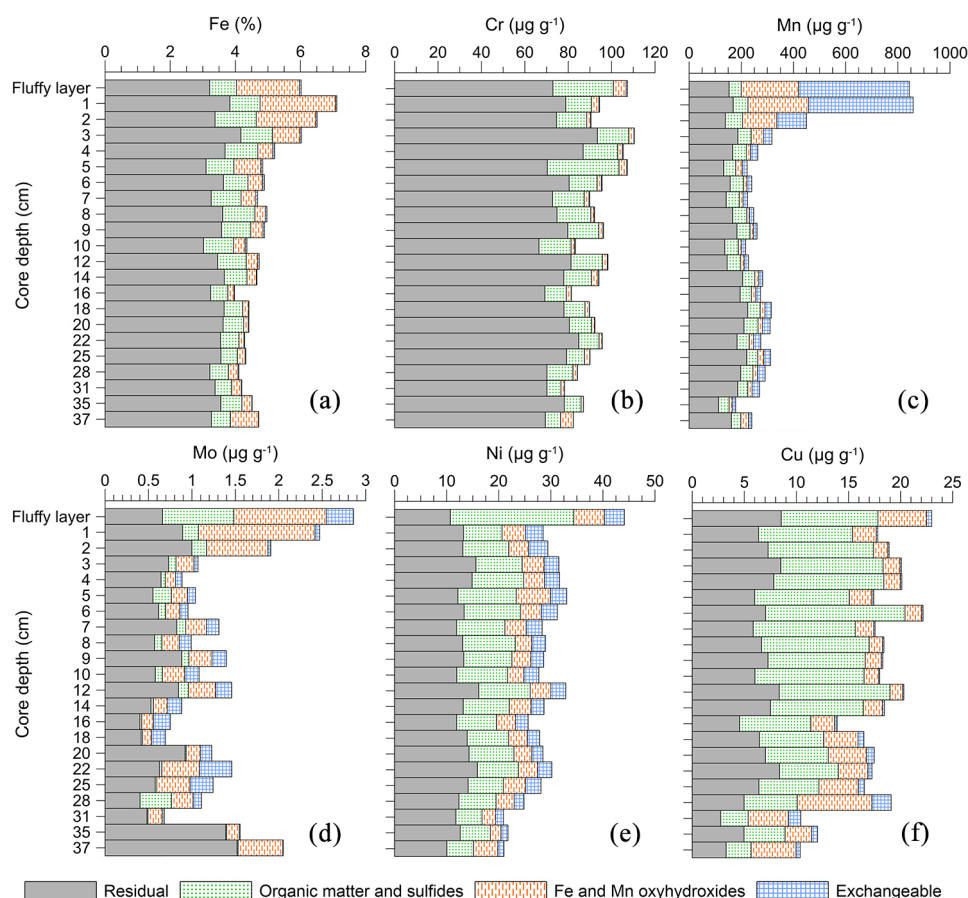 Fe (%)
Cr (µg g⁻¹)
Mn (µg g⁻¹)
0 2 4 6 8
0 20 40 60 80 100 120
0 200 400 600 800 1000
Core depth (cm)
Fluffy layer
1
2
3
4
5
6
7
8
9
10
12
14
16
18
20
22
25
28
31
35
37
(a)
(b)
(c)
Mo (µg g⁻¹)
Ni (µg g⁻¹)
Cu (µg g⁻¹)
0 0.5 1 1.5 2 2.5 3
0 10 20 30 40 50
0 5 10 15 20 25
Core depth (cm)
Fluffy layer
1
2
3
4
5
6
7
8
9
10
12
14
16
18
20
22
25
28
31
35
37
(d)
(e)
(f)
Residual Organic matter and sulfides Fe and Mn oxyhydroxides Exchangeable